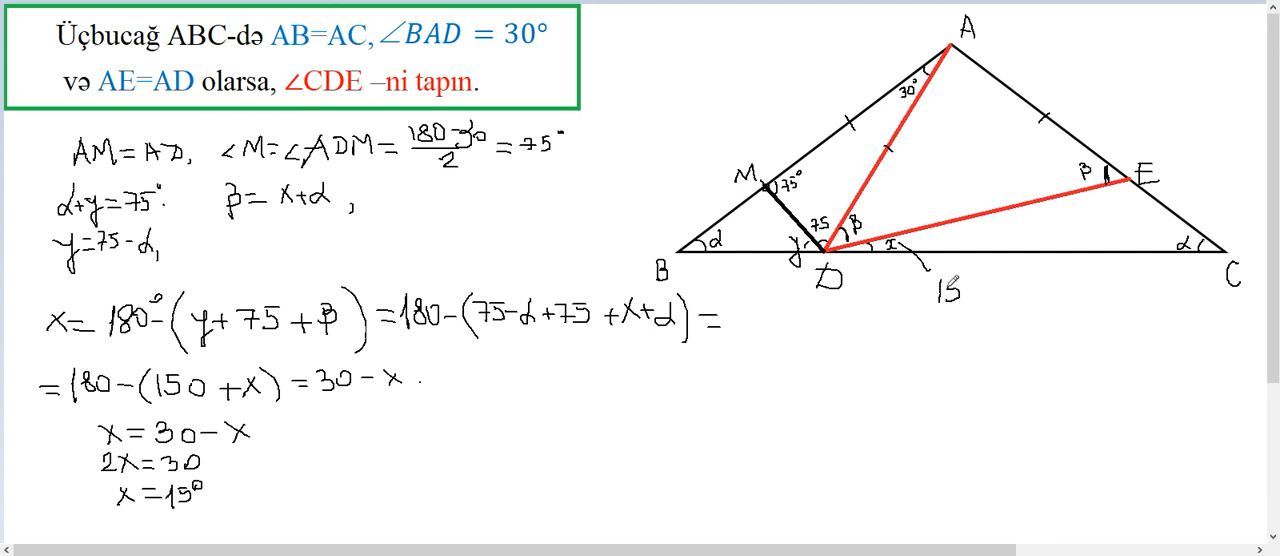 Üçbucağ ABC-də AB=AC, ∠BAD = 30°
və AE=AD olarsa, ∠CDE –ni tapın.
AM=AD, ∠M=∠ADM= (180-30)/2 =75°
α+y=75° β= x+α,
y=75-α,
x= 180°-(y+75+β)=180-(75-α+75+x+α)=
=180-(150+x)=30-x.
x=30-x
2x=30
x=15°
A
30°
M
75°
β
E
α
y
75
β
x
α
B
D
C
15